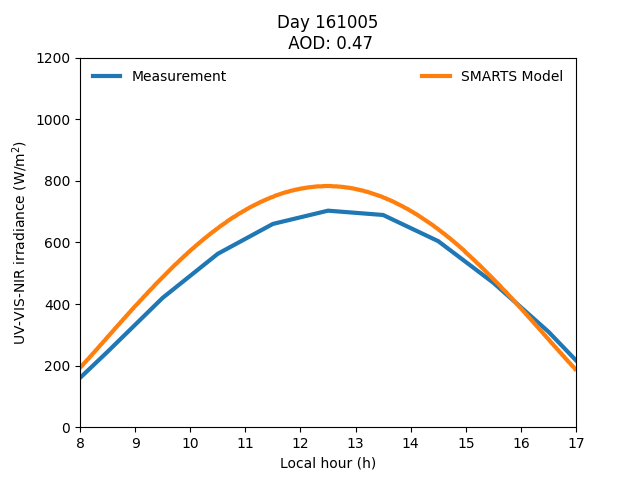 Day 161005
AOD: 0.47
Measurement
SMARTS Model
UV-VIS-NIR irradiance (W/m²)
1200
1000
800
600
400
200
0
8 9 10 11 12 13 14 15 16 17
Local hour (h)